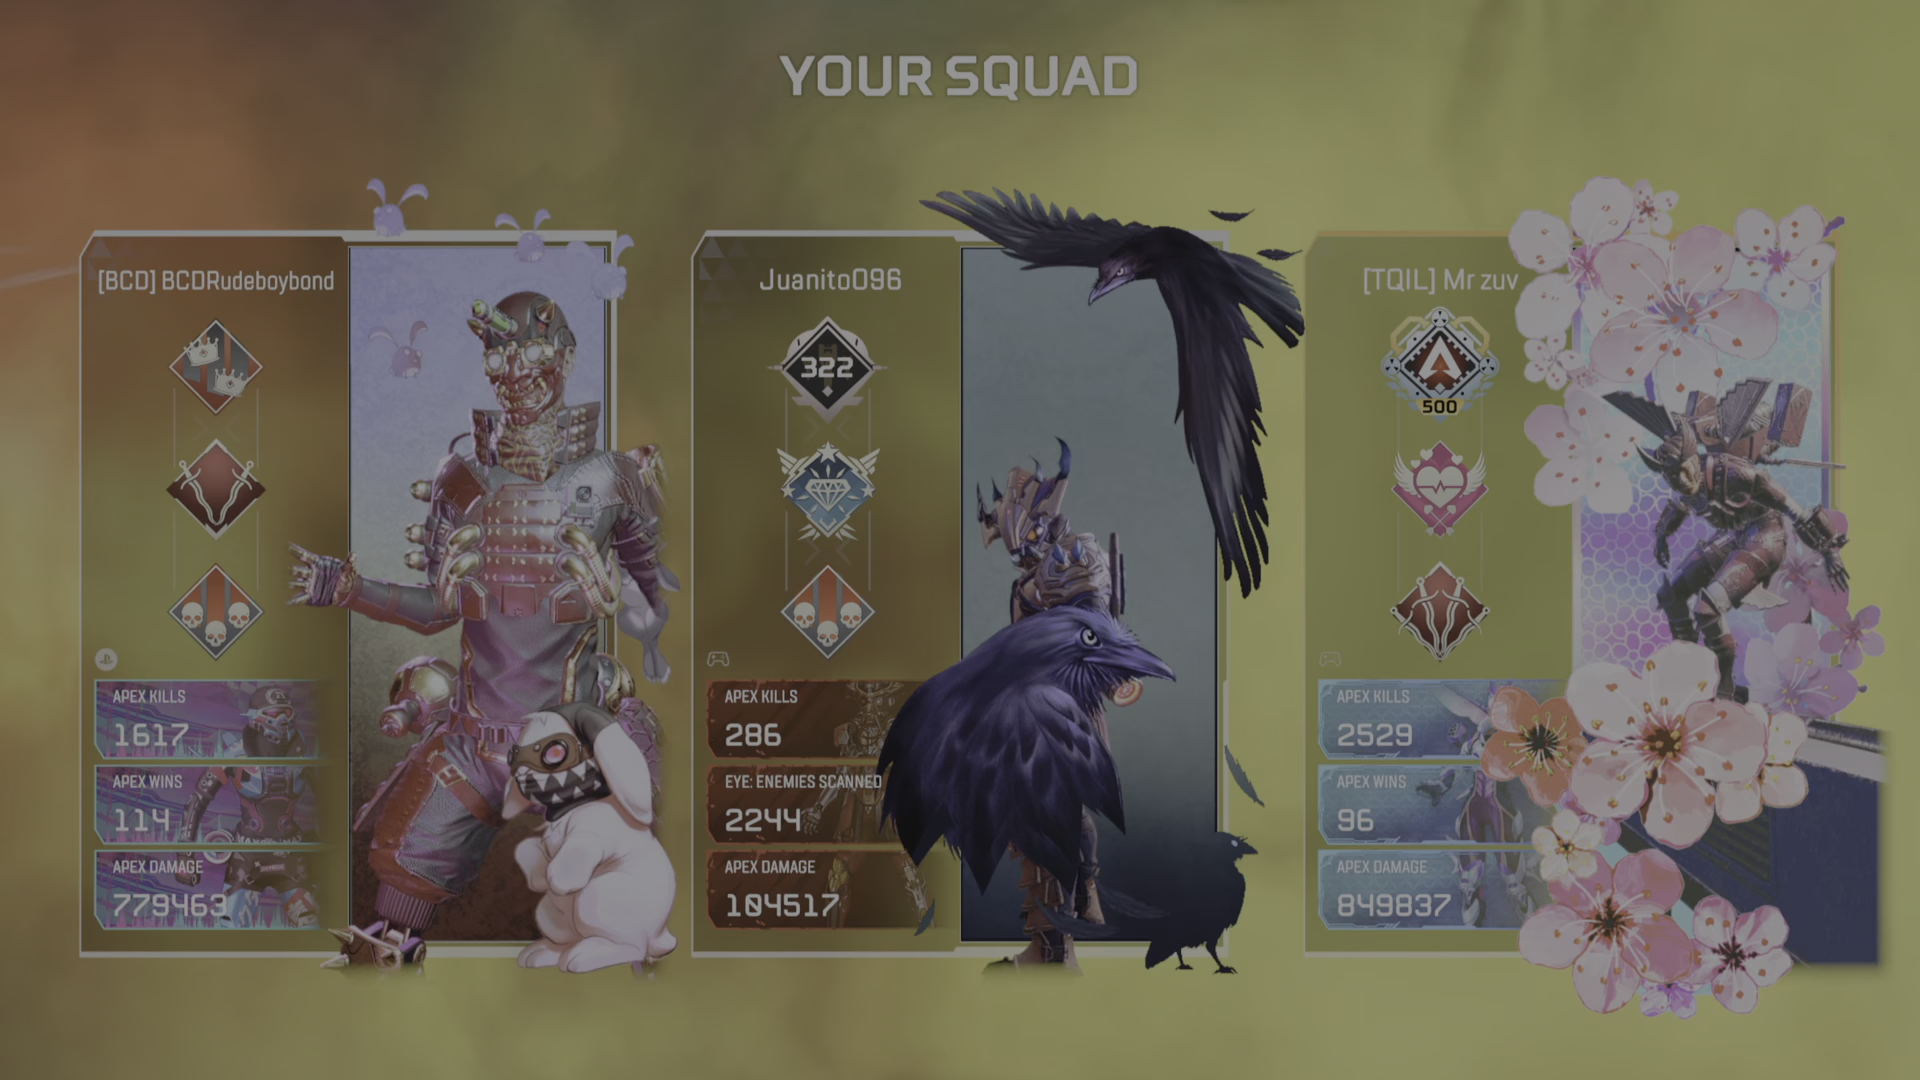 YOUR SQUAD
[BCD] BCDRudeboybond
APEX KILLS
1617
APEX WINS
114
APEX DAMAGE
779463
Juanito096
322
APEX KILLS
286
EYE: ENEMIES SCANNED
2244
APEX DAMAGE
104517
[TQIL] Mr zuv
500
APEX KILLS
2529
APEX WINS
96
APEX DAMAGE
849837